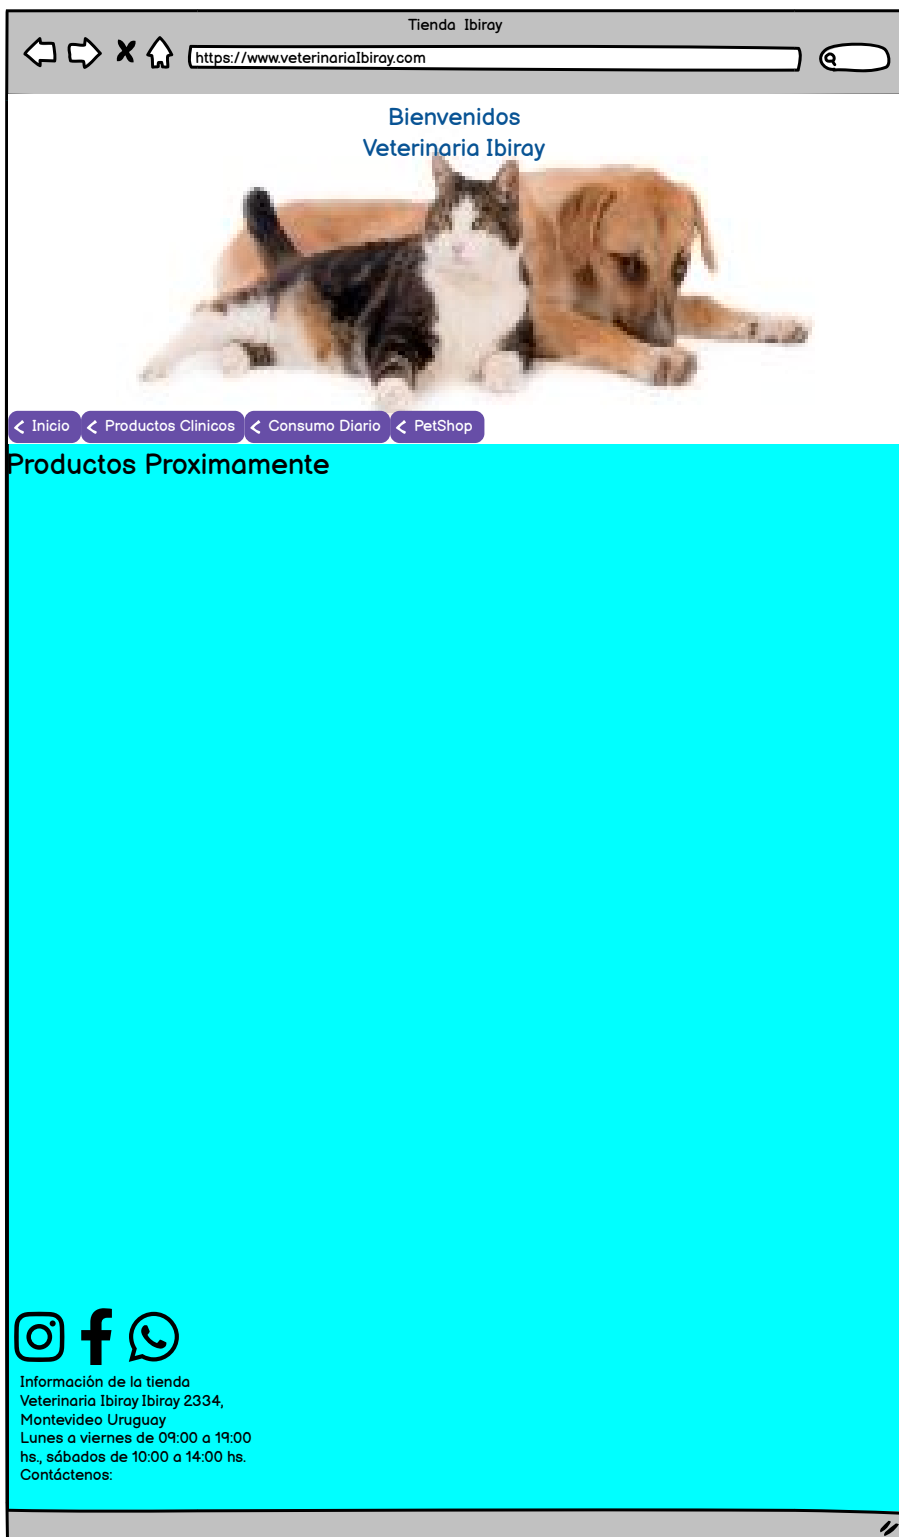 Tienda Ibiray
https://www.veterinariaIbiray.com
Bienvenidos
Veterinaria Ibiray
Inicio
Productos Clínicos
Consumo Diario
PetShop
Productos Proximamente
Información de la tienda
Veterinaria Ibiray Ibiray 2334,
Montevideo Uruguay
Lunes a viernes de 09:00 a 19:00
hs., sábados de 10:00 a 14:00 hs.
Contáctenos: